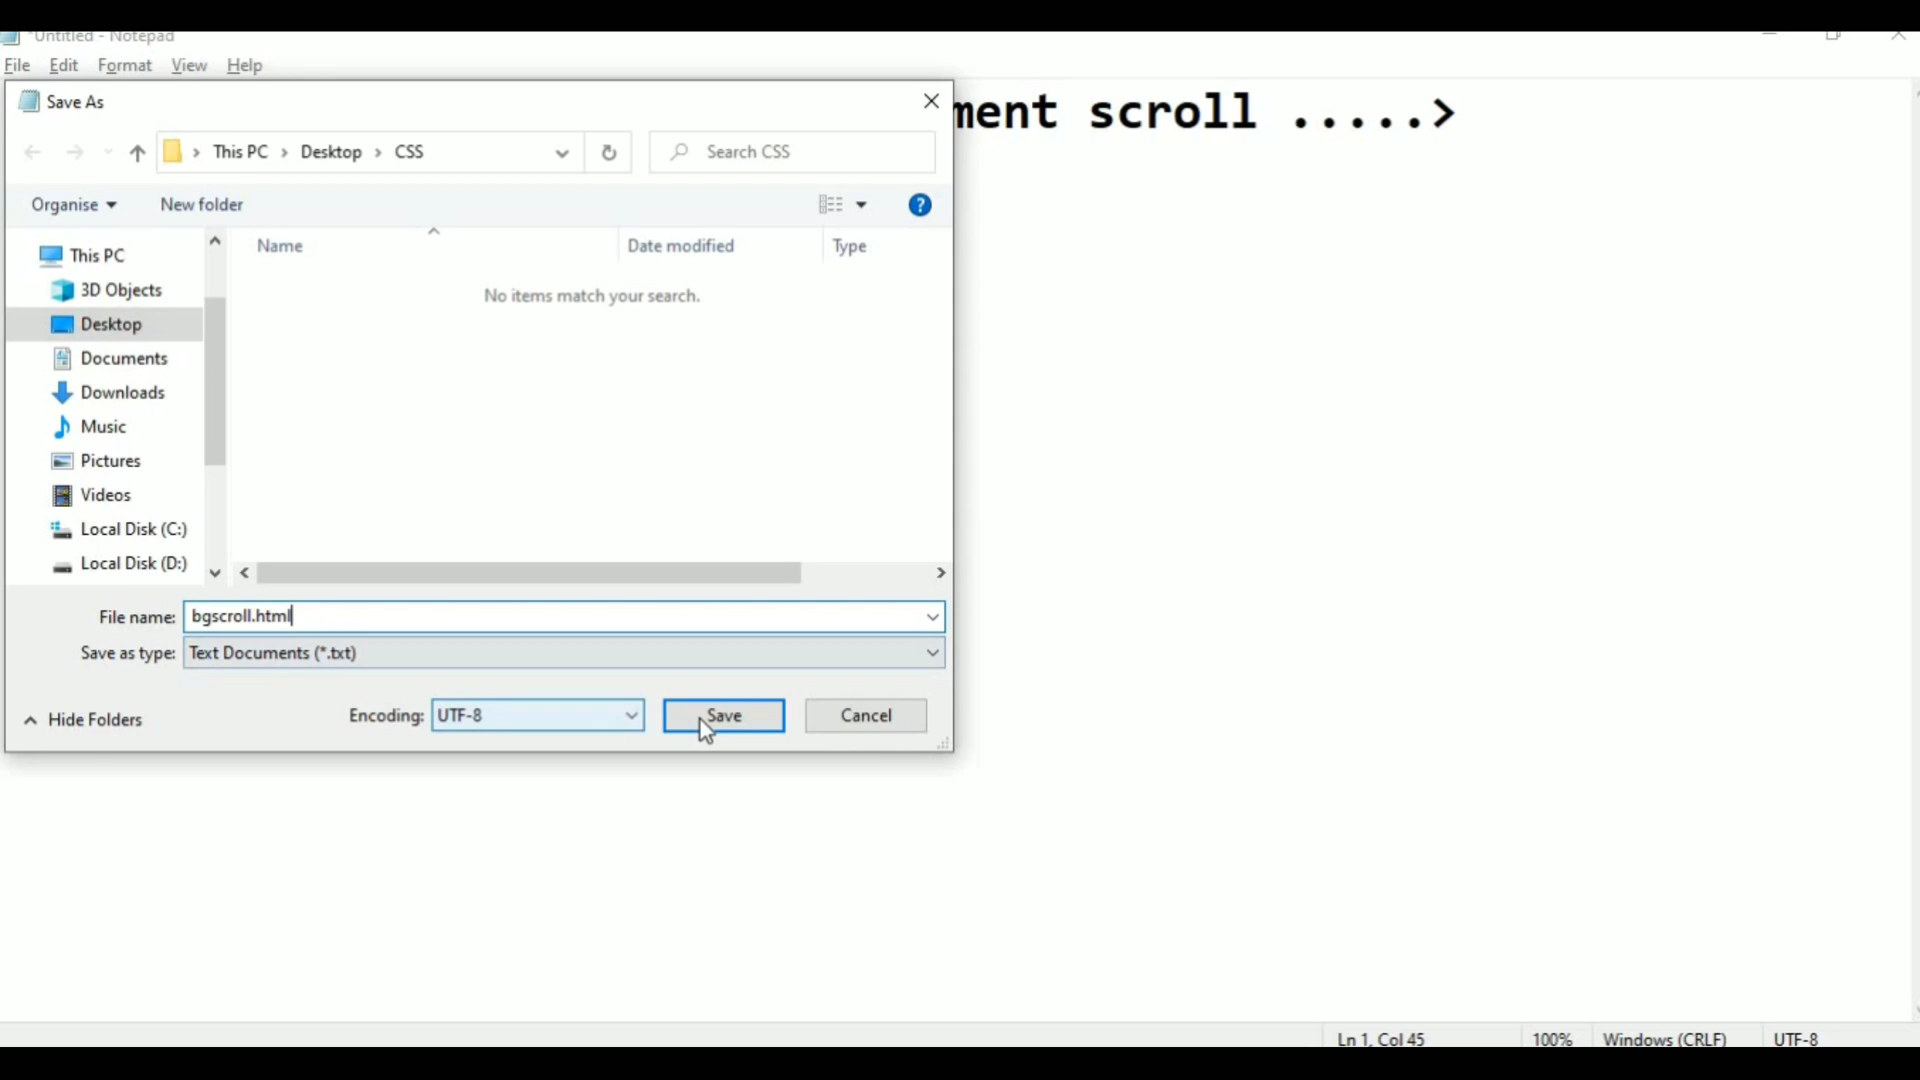 *Untitled - Notepad
File Edit Format View Help
Save As
ment scroll .....>
This PC > Desktop > CSS
Search CSS
Organise New folder
Name Date modified Type
No items match your search.
This PC
3D Objects
Desktop
Documents
Downloads
Music
Pictures
Videos
Local Disk (C:)
Local Disk (D:)
File name: bgscroll.html
Save as type: Text Documents (*.txt)
Hide Folders Encoding: UTF-8 Save Cancel
Ln 1, Col 45 100% Windows (CRLF) UTF-8